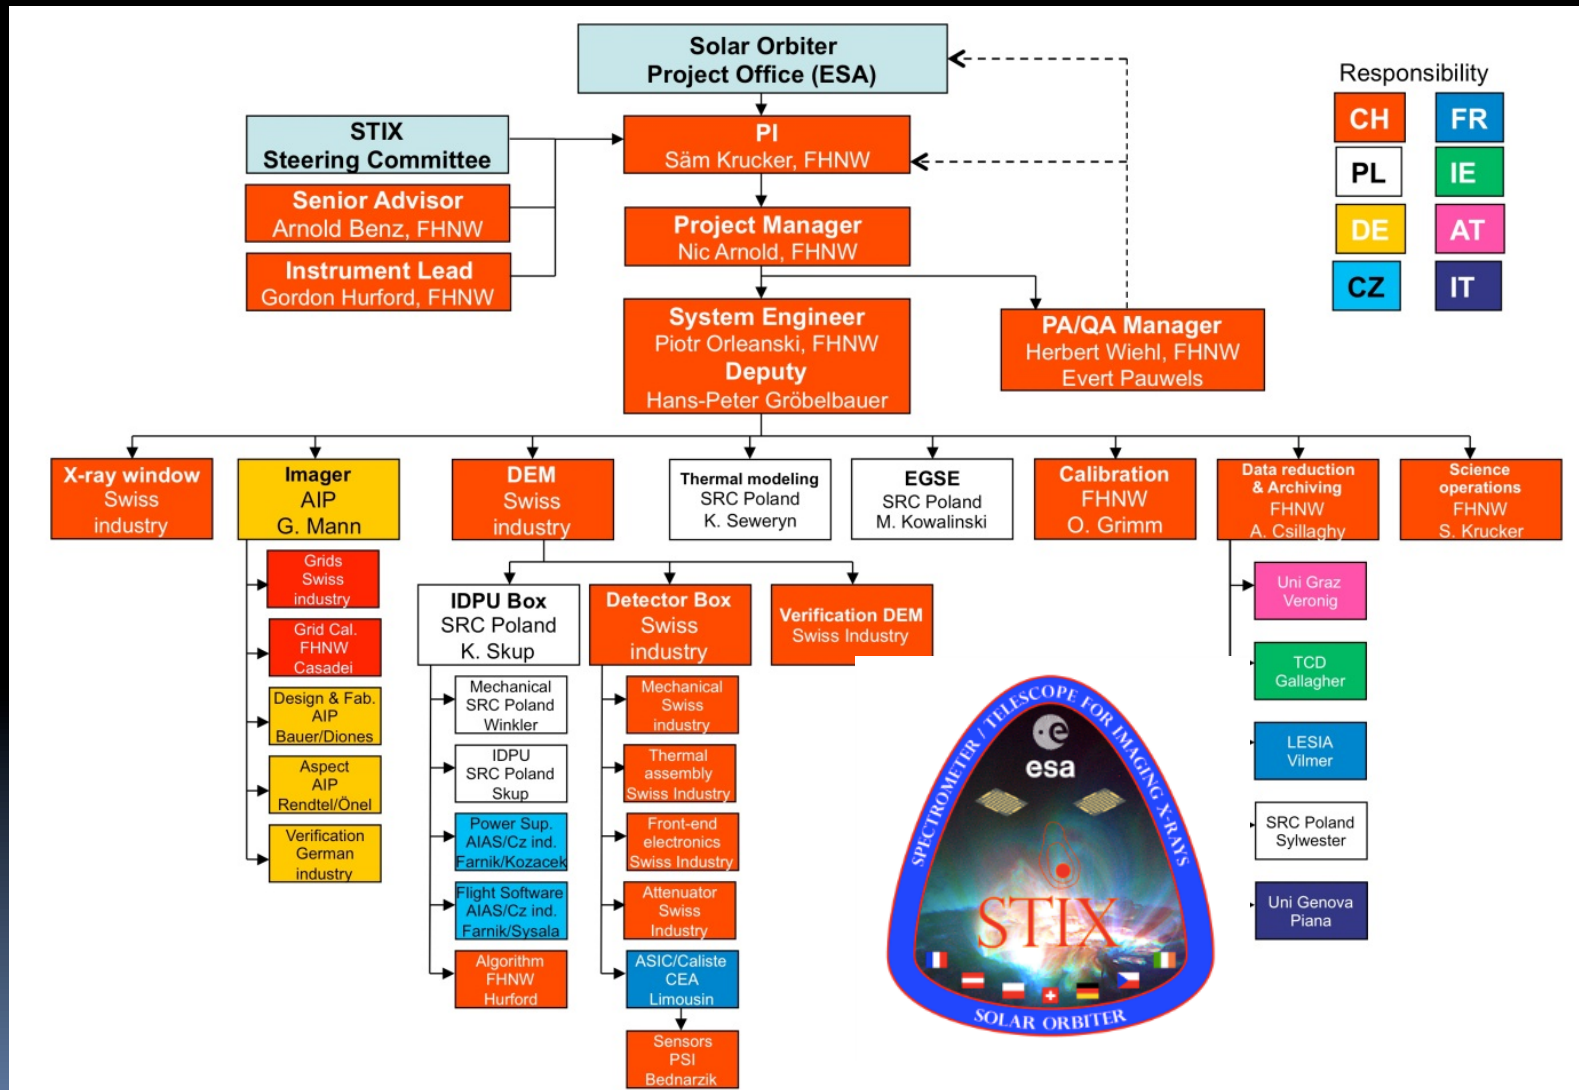 Solar Orbiter
Project Office (ESA)
Responsibility
CH
FR
PL
IE
DE
AT
CZ
IT
STIX
Steering Committee
PI
Säm Krucker, FHNW
Senior Advisor
Arnold Benz, FHNW
Project Manager
Nic Arnold, FHNW
Instrument Lead
Gordon Hurford, FHNW
System Engineer
Piotr Orleanski, FHNW
Deputy
Hans-Peter Gröbelbauer
PA/QA Manager
Herbert Wiehl, FHNW
Evert Pauwels
X-ray window
Swiss
industry
Imager
AIP
G. Mann
DEM
Swiss
industry
Thermal modeling
SRC Poland
K. Seweryn
EGSE
SRC Poland
M. Kowalinski
Calibration
FHNW
O. Grimm
Data reduction
& Archiving
FHNW
A. Csillaghy
Science
operations
FHNW
S. Krucker
Grids
Swiss
industry
Grid Cal.
FHNW
Casadei
Design & Fab.
AIP
Bauer/Diones
Aspect
AIP
Rendtel/Önel
Verification
German
industry
IDPU Box
SRC Poland
K. Skup
Detector Box
Swiss
industry
Verification DEM
Swiss Industry
Mechanical
SRC Poland
Winkler
IDPU
SRC Poland
Skup
Power Sup.
AIAS/Cz ind.
Farnik/Kozacek
Flight Software
AIAS/Cz ind.
Farnik/Sysala
Algorithm
FHNW
Hurford
Mechanical
Swiss
industry
Thermal
assembly
Swiss Industry
Front-end
electronics
Swiss Industry
Attenuator
Swiss
Industry
ASIC/Caliste
CEA
Limousin
Sensors
PSI
Bednarzik
Uni Graz
Veronig
TCD
Gallagher
LESIA
Vilmer
SRC Poland
Sylwester
Uni Genova
Piana
SPECTROMETER / TELESCOPE FOR IMAGING X-RAYS
esa
STIX
SOLAR ORBITER